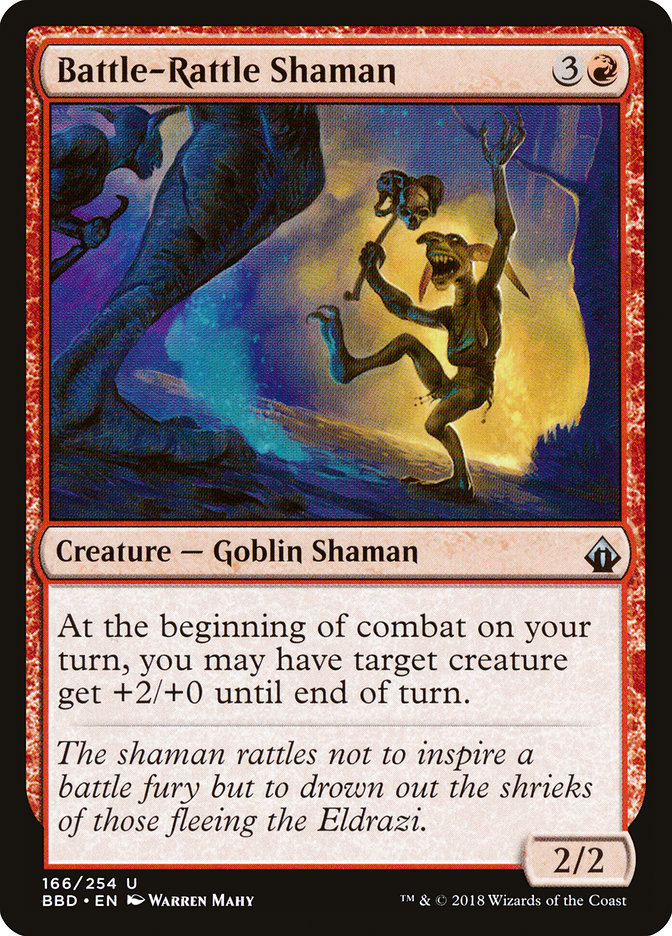 Battle-Rattle Shaman 3
Creature — Goblin Shaman
At the beginning of combat on your
turn, you may have target creature
get +2/+0 until end of turn.
The shaman rattles not to inspire a
battle fury but to drown out the shrieks
of those fleeing the Eldrazi.
2/2
166/254 U
BBD • EN Warren Mahy
™ & © 2018 Wizards of the Coast